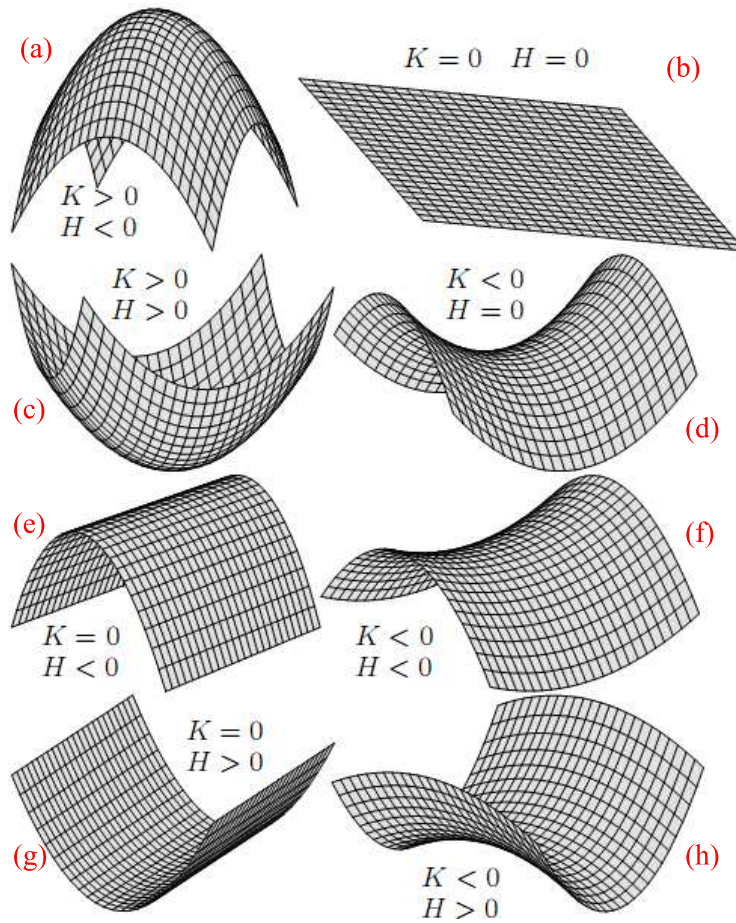 (a)
K = 0 H = 0
(b)
K > 0
H < 0
K > 0
H > 0
(c)
K < 0
H = 0
(d)
(e)
K = 0
H < 0
(f)
K < 0
H < 0
K = 0
H > 0
(g)
K < 0
H > 0
(h)